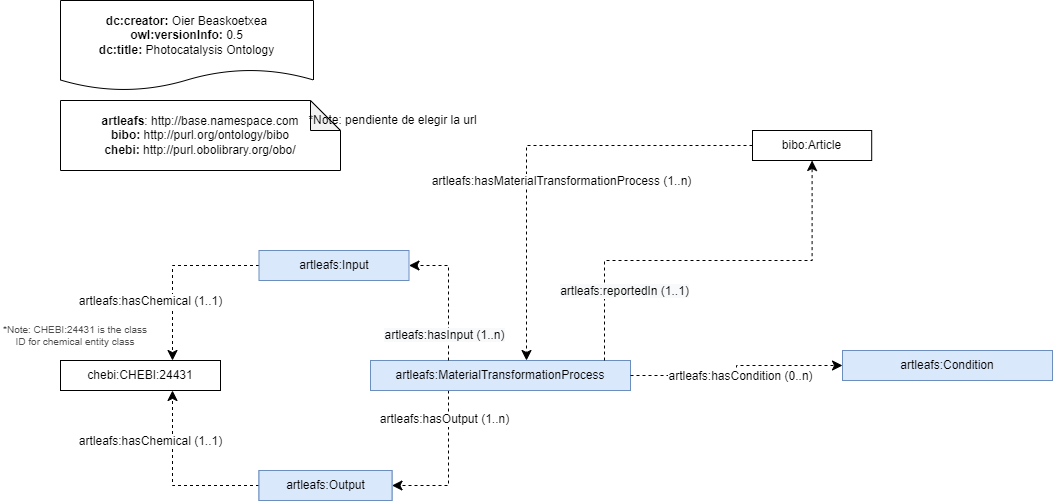 dc:creator: Oier Beaskoetxea
owl:versionInfo: 0.5
dc:title: Photocatalysis Ontology
artleafs: http://base.namespace.com
*Note: pendiente de elegir la url
bibo: http://purl.org/ontology/bibo
chebi: http://purl.obolibrary.org/obo/
bibo:Article
artleafs:hasMaterialTransformationProcess (1..n)
artleafs:Input
artleafs:reportedIn (1..1)
artleafs:hasChemical (1..1)
*Note: CHEBI:24431 is the class
ID for chemical entity class
artleafs:hasInput (1..n)
chebi:CHEBI:24431
artleafs:MaterialTransformationProcess
artleafs:hasCondition (0..n)
artleafs:Condition
artleafs:hasOutput (1..n)
artleafs:hasChemical (1..1)
artleafs:Output